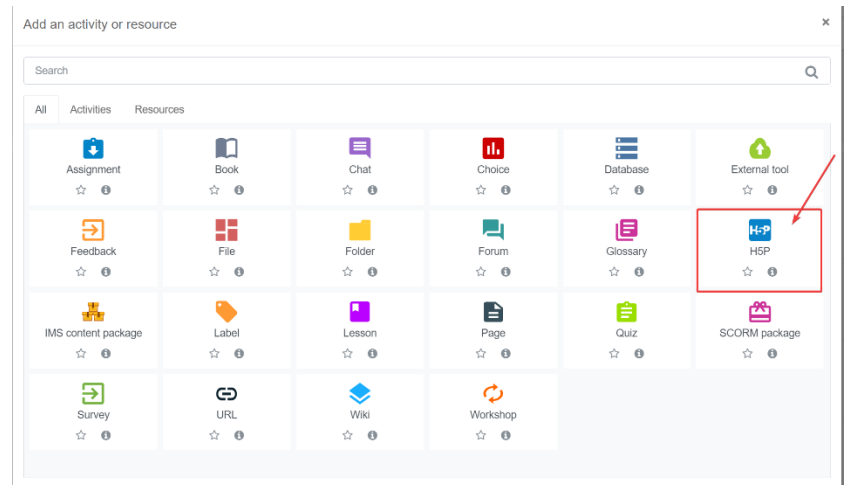 Add an activity or resource
×
Search
All Activities Resources
Assignment Book Chat Choice Database External tool
H5P
Feedback File Folder Forum Glossary H5P
IMS content package Label Lesson Page Quiz SCORM package
Survey URL Wiki Workshop